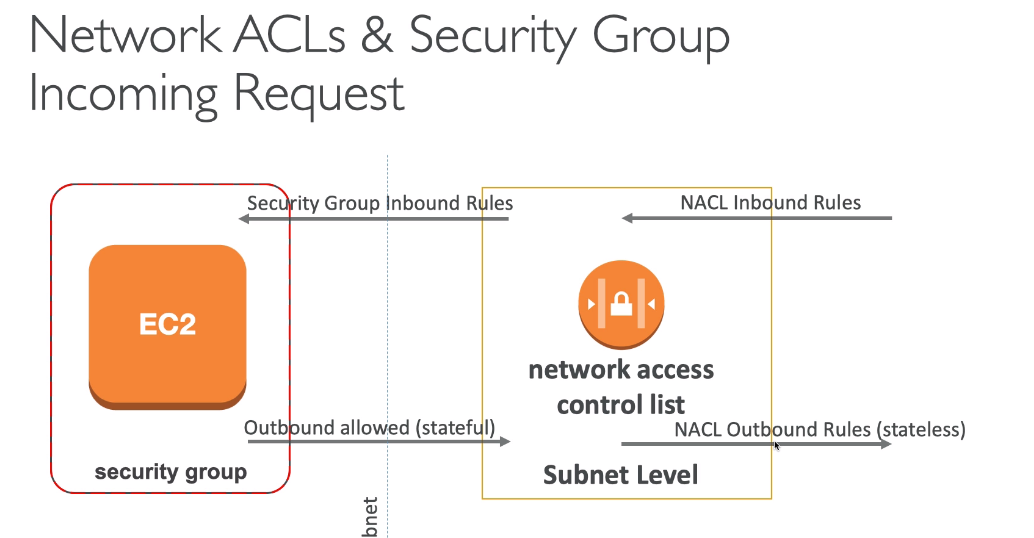 Network ACLs & Security Group
Incoming Request
Security Group Inbound Rules
NACL Inbound Rules
EC2
network access
control list
Outbound allowed (stateful)
NACL Outbound Rules (stateless)
security group
Subnet Level
bnet